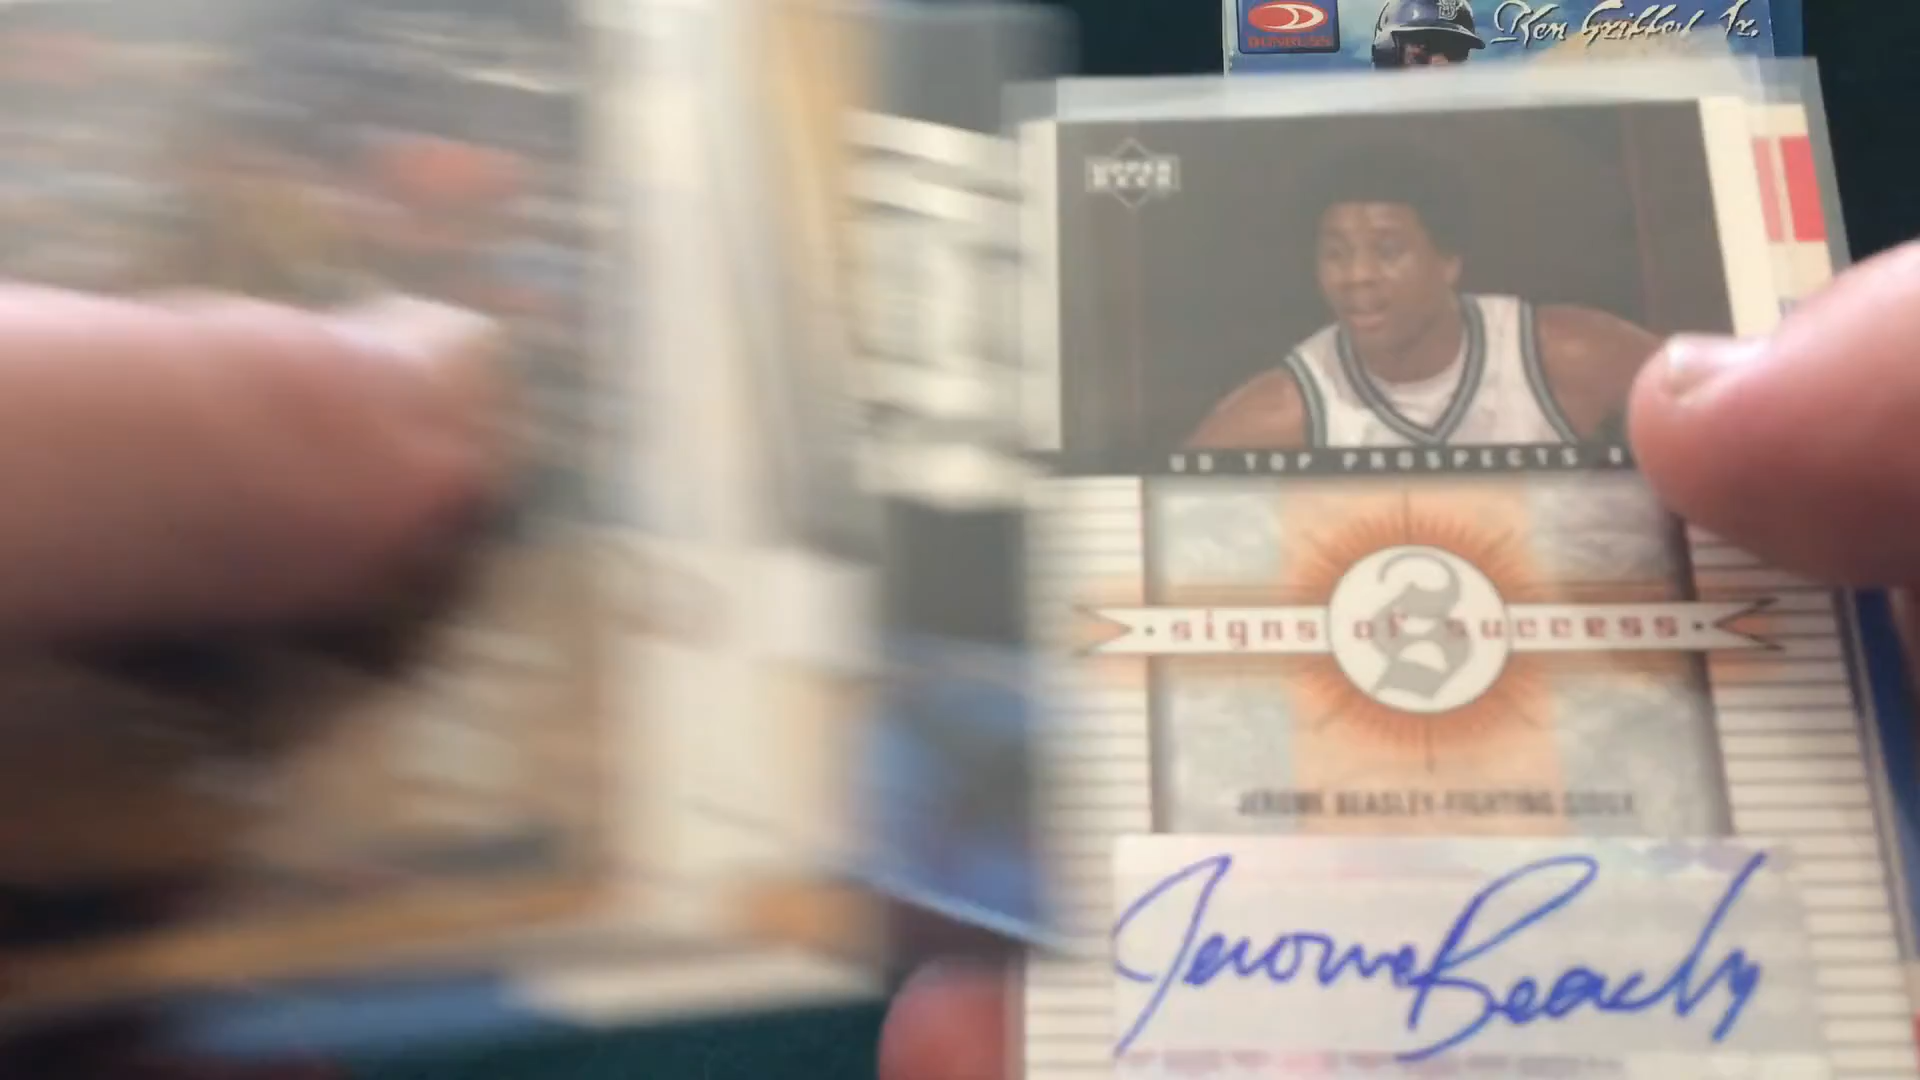 DONRUSS
Ken Griffey Jr.
UPPER DECK
UD TOP PROSPECTS
signs of success
JEROME BEASLEY-FIGHTING SIOUX
Jerome Beasley